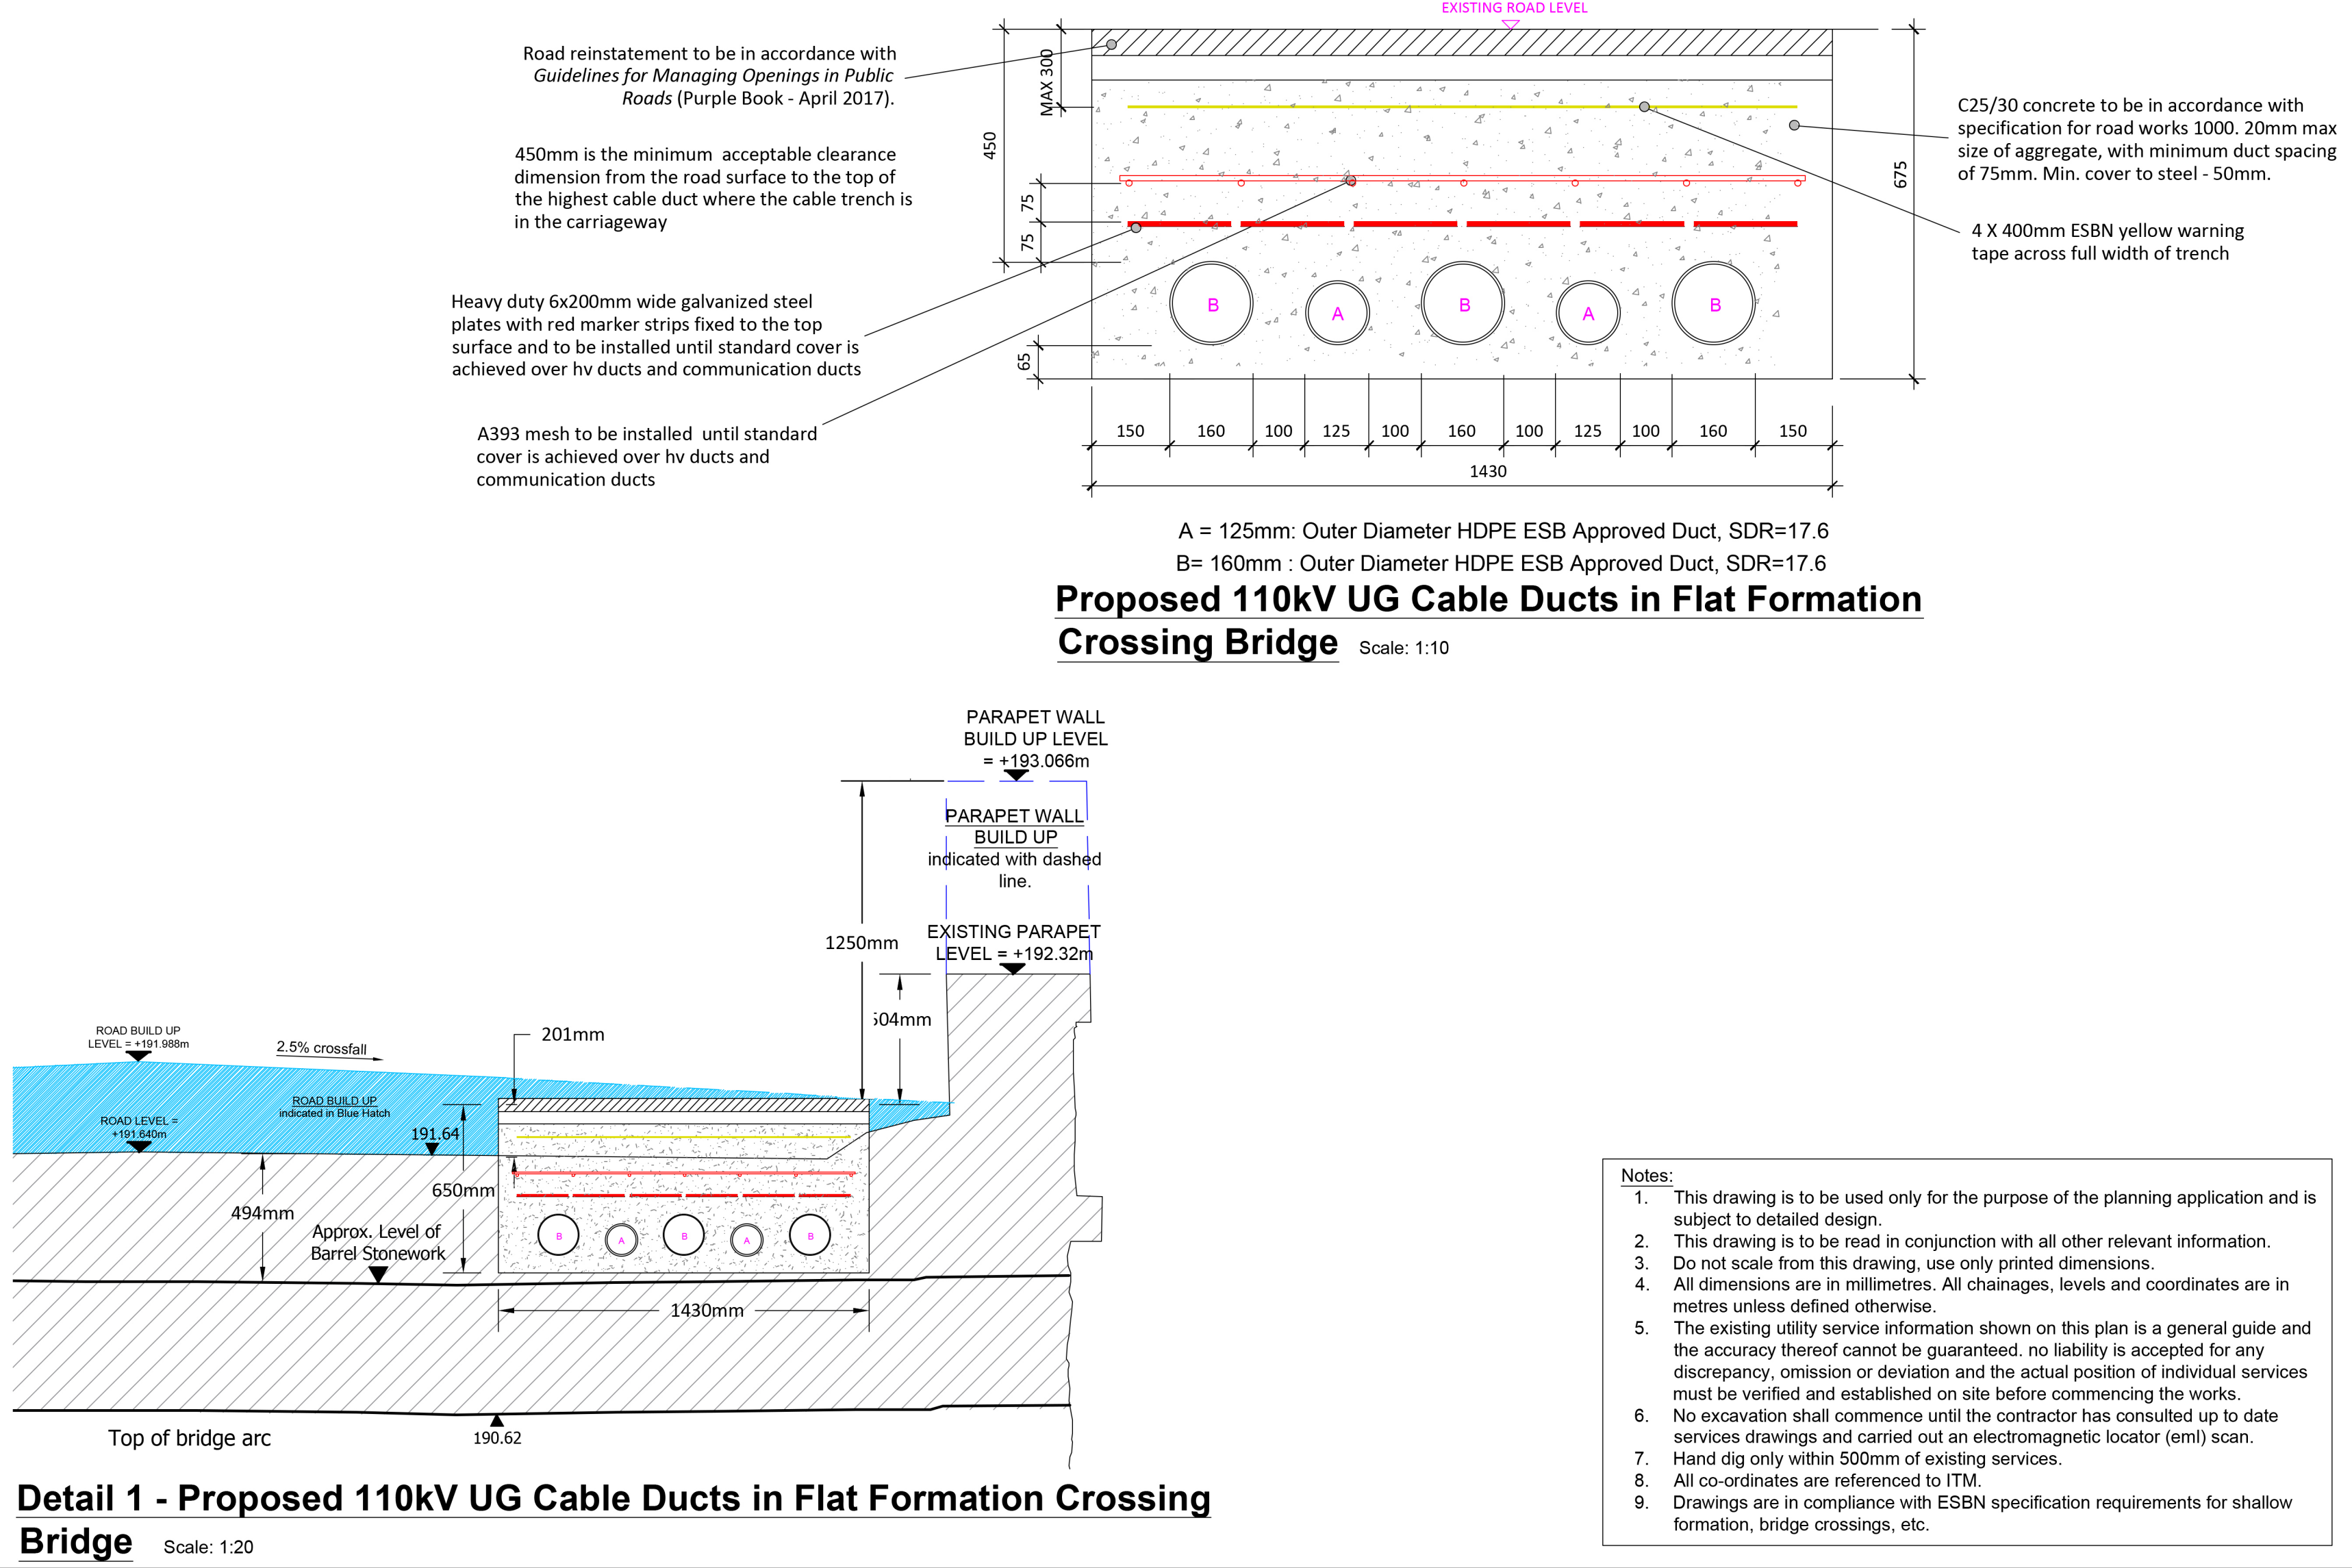 EXISTING ROAD LEVEL
Road reinstatement to be in accordance with
Guidelines for Managing Openings in Public
Roads (Purple Book - April 2017).
450mm is the minimum acceptable clearance
dimension from the road surface to the top of
the highest cable duct where the cable trench is
in the carriageway
Heavy duty 6x200mm wide galvanized steel
plates with red marker strips fixed to the top
surface and to be installed until standard cover is
achieved over hv ducts and communication ducts
A393 mesh to be installed until standard
cover is achieved over hv ducts and
communication ducts
MAX 300
450
75
75
65
675
C25/30 concrete to be in accordance with
specification for road works 1000. 20mm max
size of aggregate, with minimum duct spacing
of 75mm. Min. cover to steel - 50mm.
4 X 400mm ESBN yellow warning
tape across full width of trench
B A B A B
150 160 100 125 100 160 100 125 100 160 150
1430
A = 125mm: Outer Diameter HDPE ESB Approved Duct, SDR=17.6
B= 160mm : Outer Diameter HDPE ESB Approved Duct, SDR=17.6
Proposed 110kV UG Cable Ducts in Flat Formation
Crossing Bridge Scale: 1:10
PARAPET WALL
BUILD UP LEVEL
= +193.066m
PARAPET WALL
BUILD UP
indicated with dashed
line.
EXISTING PARAPET
LEVEL = +192.32m
1250mm
504mm
201mm
ROAD BUILD UP
LEVEL = +191.988m
2.5% crossfall
ROAD BUILD UP
indicated in Blue Hatch
ROAD LEVEL =
+191.640m
191.64
650mm
494mm
Approx. Level of
Barrel Stonework
B A B A B
1430mm
Top of bridge arc
190.62
Detail 1 - Proposed 110kV UG Cable Ducts in Flat Formation Crossing
Bridge Scale: 1:20
Notes:
1. This drawing is to be used only for the purpose of the planning application and is
subject to detailed design.
2. This drawing is to be read in conjunction with all other relevant information.
3. Do not scale from this drawing, use only printed dimensions.
4. All dimensions are in millimetres. All chainages, levels and coordinates are in
metres unless defined otherwise.
5. The existing utility service information shown on this plan is a general guide and
the accuracy thereof cannot be guaranteed. no liability is accepted for any
discrepancy, omission or deviation and the actual position of individual services
must be verified and established on site before commencing the works.
6. No excavation shall commence until the contractor has consulted up to date
services drawings and carried out an electromagnetic locator (eml) scan.
7. Hand dig only within 500mm of existing services.
8. All co-ordinates are referenced to ITM.
9. Drawings are in compliance with ESBN specification requirements for shallow
formation, bridge crossings, etc.